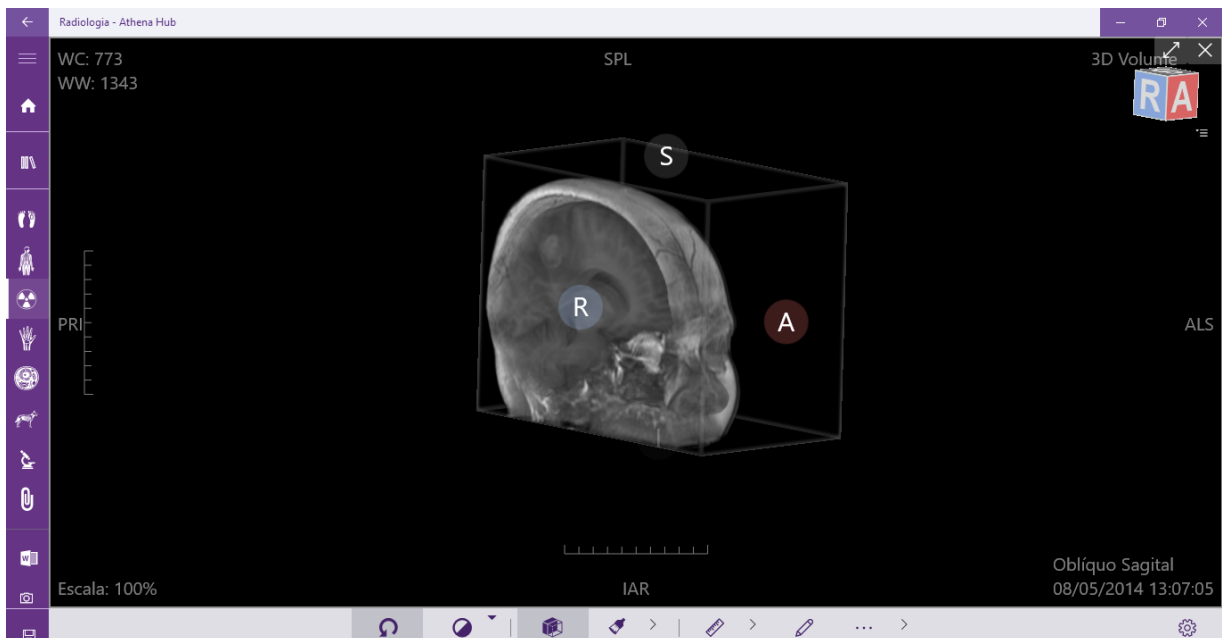 Radiologia - Athena Hub
WC: 773
WW: 1343
SPL
3D Volume
R A
S
R
A
PRI
ALS
Escala: 100%
IAR
Oblíquo Sagital
08/05/2014 13:07:05
W